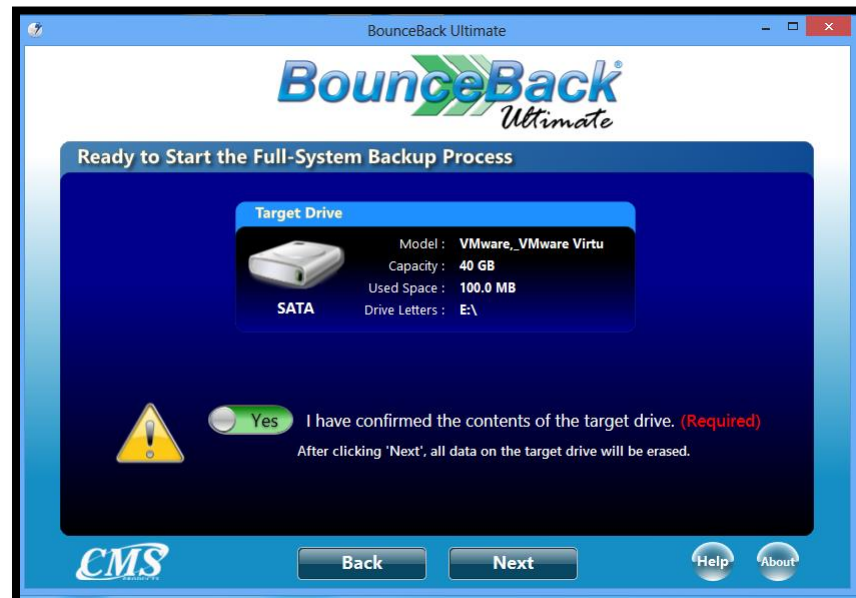 BounceBack Ultimate
BounceBack
Ultimate
Ready to Start the Full-System Backup Process
Target Drive
Model : VMware,_VMware Virtu
Capacity : 40 GB
Used Space : 100.0 MB
SATA Drive Letters : E:\
Yes I have confirmed the contents of the target drive. (Required)
After clicking 'Next', all data on the target drive will be erased.
CMS
PRODUCTS
Back Next Help About